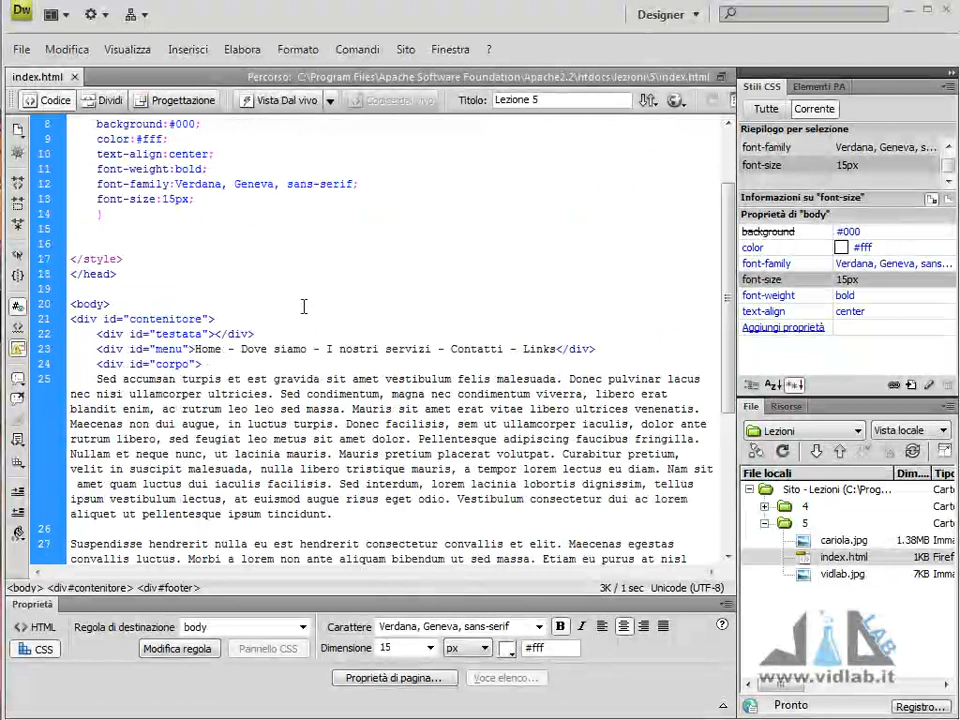 Dw
Designer
File Modifica Visualizza Inserisci Elabora Formato Comandi Sito Finestra ?
index.html
Percorso: C:\Program Files\Apache Software Foundation\Apache2.2\htdocs\lezioni\5\index.html
Codice Dividi Progettazione Vista Dal vivo Titolo: Lezione 5
8 background:#000;
9 color:#fff;
10 text-align:center;
11 font-weight:bold;
12 font-family:Verdana, Geneva, sans-serif;
13 font-size:15px;
14 }
15
16
17 </style>
18 </head>
19
20 <body>
21 <div id="contenitore">
22 <div id="testata"></div>
23 <div id="menu">Home - Dove siamo - I nostri servizi - Contatti - Links</div>
24 <div id="corpo">
25 Sed accumsan turpis et est gravida sit amet vestibulum felis malesuada. Donec pulvinar lacus
nec nisi ullamcorper ultricies. Sed condimentum, magna nec condimentum viverra, libero erat
blandit enim, ac rutrum leo leo sed massa. Mauris sit amet erat vitae libero ultrices venenatis.
Maecenas non dui augue, in luctus turpis. Donec facilisis, sem ut ullamcorper iaculis, dolor
rutrum libero, sed feugiat leo metus sit amet dolor. Pellentesque adipiscing faucibus fringilla.
Nullam et neque nunc, ut lacinia mauris. Mauris pretium placerat volutpat. Curabitur pretium,
velit in suscipit malesuada, nulla libero tristique mauris, a tempor lorem lectus eu diam. Nam sit
amet quam luctus dui iaculis facilisis. Sed interdum, lorem lacinia lobortis dignissim, tellus
ipsum vestibulum lectus, at euismod augue risus eget odio. Vestibulum consectetur dui ac lorem
aliquet ut pellentesque ipsum tincidunt.
26
27 Suspendisse hendrerit nulla eu est hendrerit consectetur convallis et elit. Maecenas egestas
convallis luctus. Morbi a lorem non ante aliquam bibendum ut sed massa. Etiam eu purus at nisl
<body> <div#contenitore> <div#footer> 3K / 1 sec Unicode (UTF-8)
Proprietà
HTML Regola di destinazione body Carattere Verdana, Geneva, sans-serif B I ?
CSS Modifica regola Pannello CSS Dimensione 15 px #fff
Proprietà di pagina... Voce elenco...
Stili CSS Elementi PA
Tutte Corrente
Riepilogo per selezione
font-family Verdana, Geneva, s...
font-size 15px
Informazioni su "font-size"
Proprietà di "body"
background #000
color #fff
font-family Verdana, Geneva, sans...
font-size 15px
font-weight bold
text-align center
Aggiungi proprietà
File Risorse
Lezioni Vista locale
File locali Dim... Tipo
Sito - Lezioni (C:\Prog... Carto
4 Carto
5 Carto
cariola.jpg 1.38MB Imma
index.html 1KB Firef
vidlab.jpg Imma
LAB
www.vidlab.it
Pronto Registro...